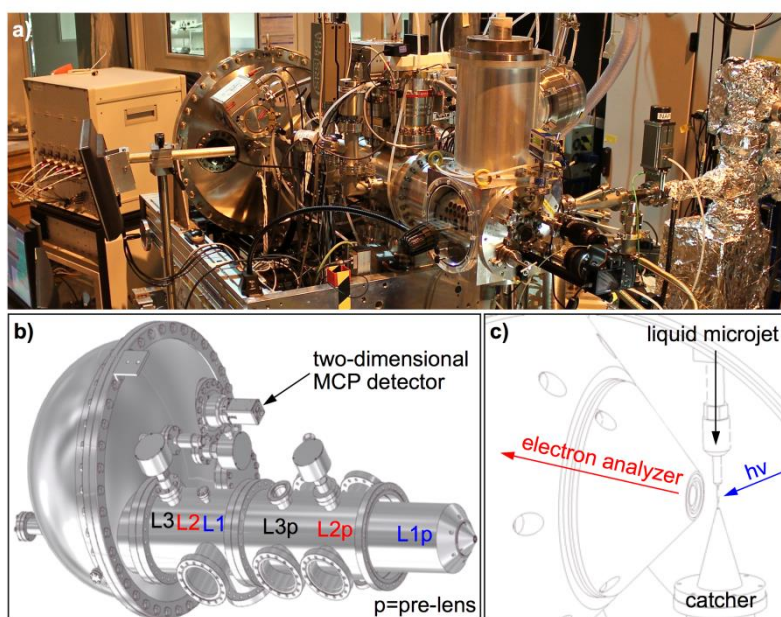 a)
b)
two-dimensional
MCP detector
L3 L2 L1 L3p L2p L1p
p=pre-lens
c)
liquid microjet
electron analyzer
hν
catcher